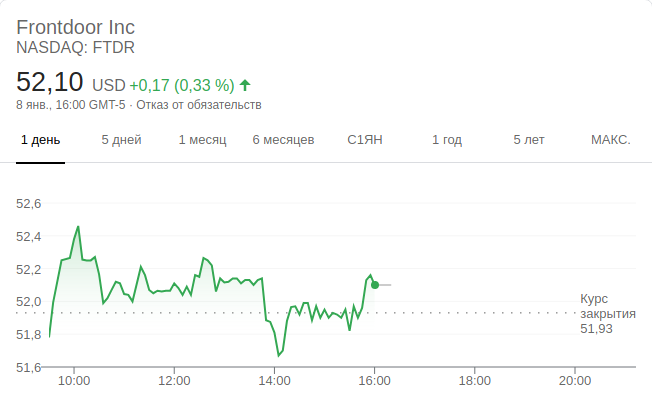 Frontdoor Inc
NASDAQ: FTDR
52,10 USD +0,17 (0,33 %)
8 янв., 16:00 GMT-5 · Отказ от обязательств
1 день 5 дней 1 месяц 6 месяцев С1ЯН 1 год 5 лет МАКС.
52,6
52,4
52,2
52,0
51,8
51,6
Курс
закрытия
51,93
10:00 12:00 14:00 16:00 18:00 20:00